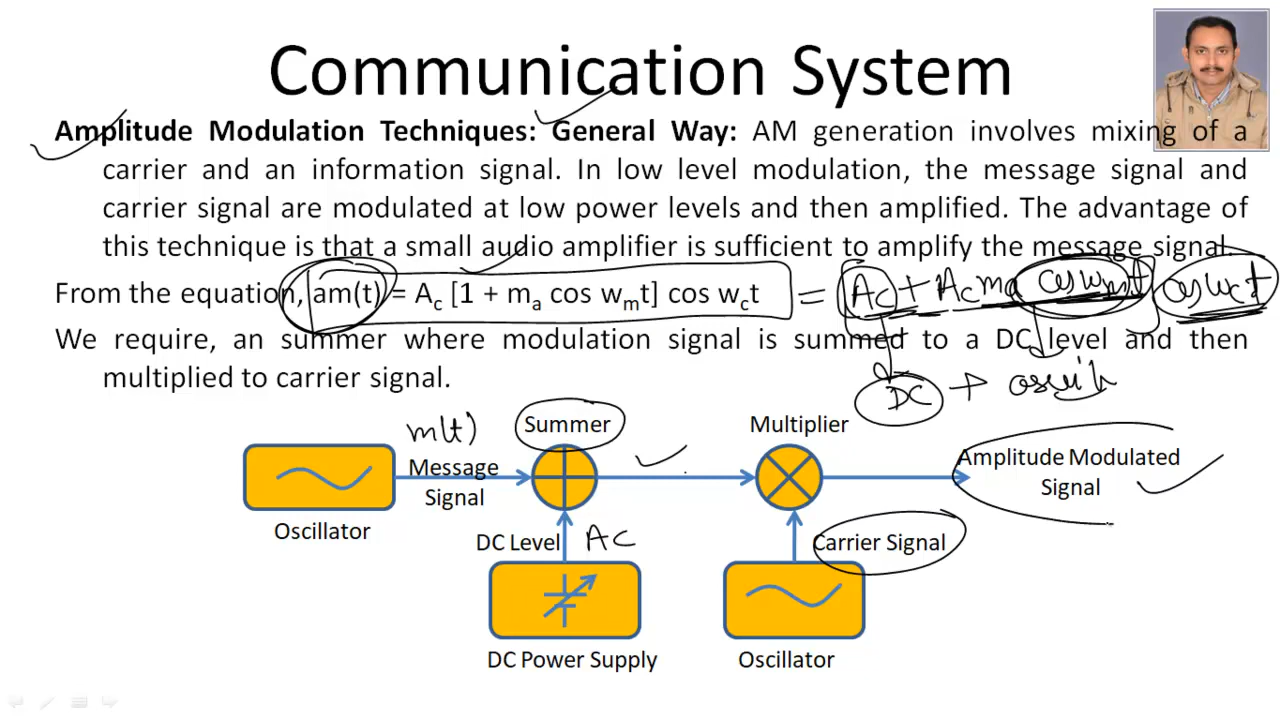 Communication System
Amplitude Modulation Techniques: General Way: AM generation involves mixing of a
carrier and an information signal. In low level modulation, the message signal and
carrier signal are modulated at low power levels and then amplified. The advantage of
this technique is that a small audio amplifier is sufficient to amplify the message signal.
From the equation, am(t) = Ac [1 + ma cos wmt] cos wct = [Ac + Acma cos wmt] cos wct
We require, an summer where modulation signal is summed to a DC level and then
multiplied to carrier signal.
DC +
m(t)
Summer
Multiplier
Message
Signal
Amplitude Modulated
Signal
Oscillator
DC Level
AC
Carrier Signal
DC Power Supply
Oscillator